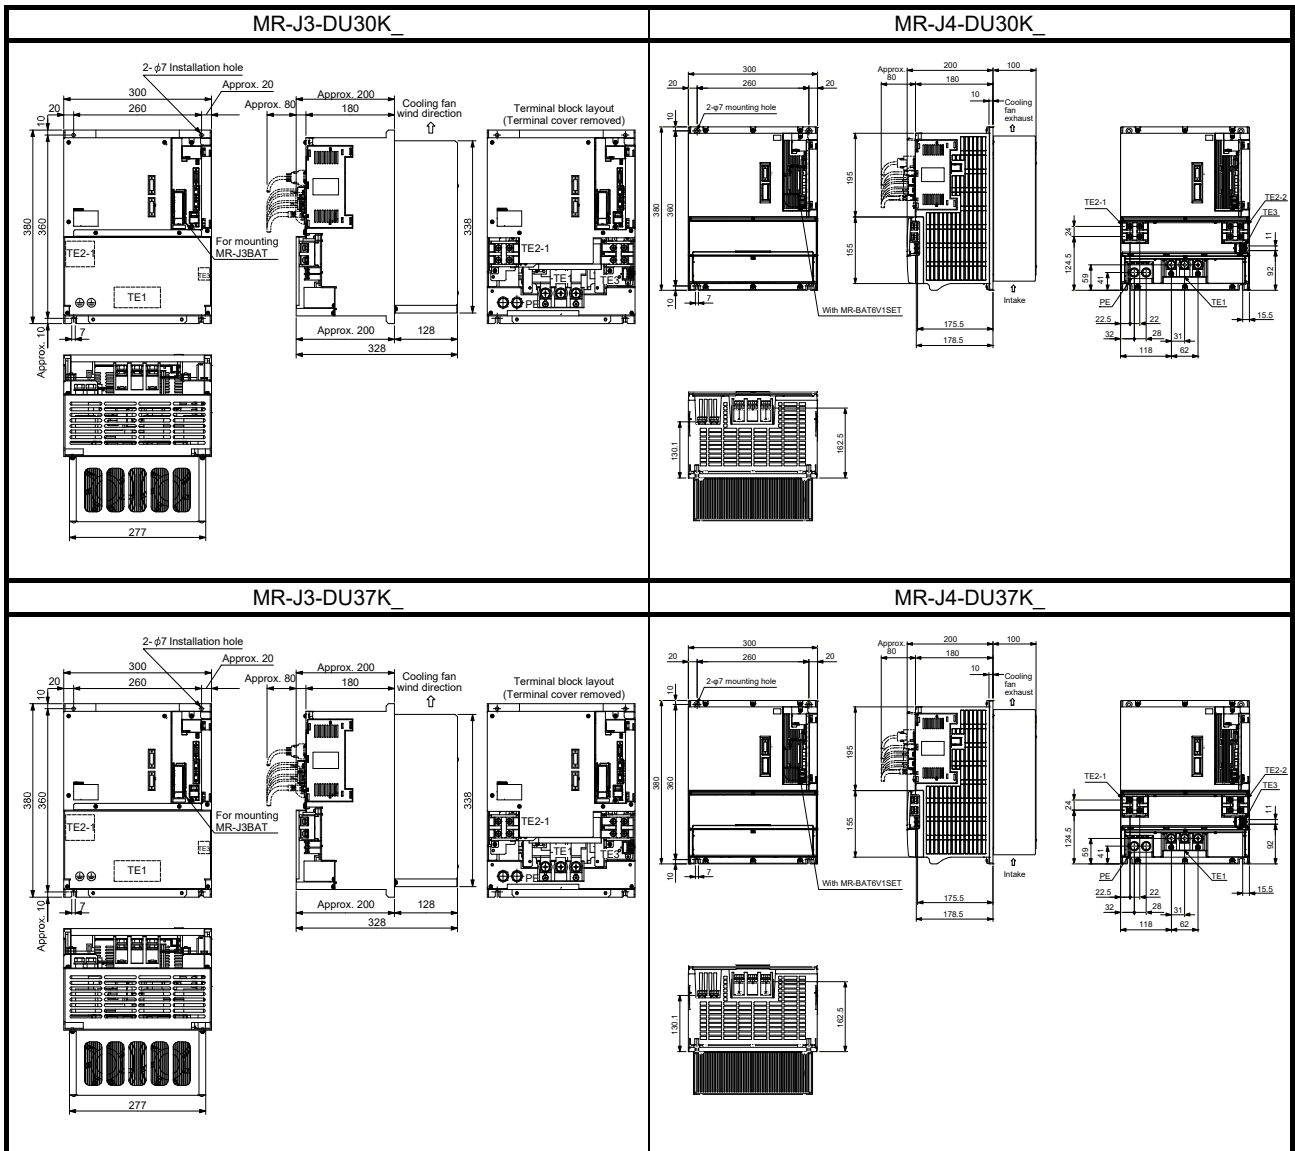 MR-J3-DU30K_
MR-J4-DU30K_
2- ϕ7 Installation hole
Approx. 20
300
20
260
10
380
360
Approx. 10
7
TE2-1
TE3
TE1
For mounting
MR-J3BAT
Approx. 200
Approx. 80
180
Cooling fan
wind direction
338
Approx. 200
128
328
Terminal block layout
(Terminal cover removed)
TE2-1
TE1
TE3
PE
277
300
20
260
20
2-φ7 mounting hole
10
380
360
10
7
With MR-BAT6V1SET
Approx.
80
200
100
180
10
Cooling
fan
exhaust
195
155
Intake
175.5
178.5
TE2-1
TE2-2
TE3
24
124.5
59
41
11
92
PE
TE1
22.5
22
15.5
32
28
31
118
62
130.1
162.5
MR-J3-DU37K_
MR-J4-DU37K_
2- ϕ7 Installation hole
Approx. 20
300
20
260
10
380
360
Approx. 10
7
TE2-1
TE3
TE1
For mounting
MR-J3BAT
Approx. 200
Approx. 80
180
Cooling fan
wind direction
338
Approx. 200
128
328
Terminal block layout
(Terminal cover removed)
TE2-1
TE1
TE3
PE
277
300
20
260
20
2-φ7 mounting hole
10
380
360
10
7
With MR-BAT6V1SET
Approx.
80
200
100
180
10
Cooling
fan
exhaust
195
155
Intake
175.5
178.5
TE2-1
TE2-2
TE3
24
124.5
59
41
11
92
PE
TE1
22.5
22
15.5
32
28
31
118
62
130.1
162.5